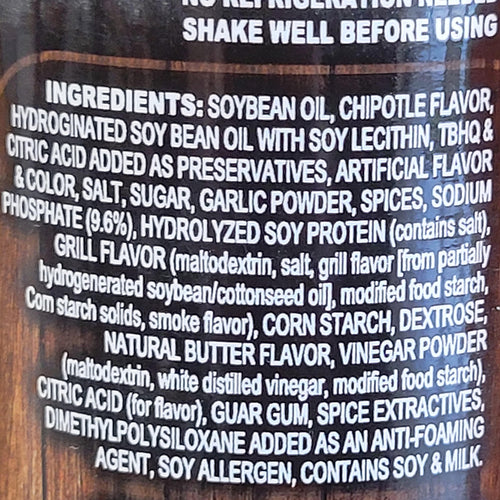 NO REFRIGERATION NEEDED
SHAKE WELL BEFORE USING
INGREDIENTS: SOYBEAN OIL, CHIPOTLE FLAVOR,
HYDROGINATED SOY BEAN OIL WITH SOY LECITHIN, TBHQ &
CITRIC ACID ADDED AS PRESERVATIVES, ARTIFICIAL FLAVOR
& COLOR, SALT, SUGAR, GARLIC POWDER, SPICES, SODIUM
PHOSPHATE (9.6%), HYDROLYZED SOY PROTEIN (contains salt),
GRILL FLAVOR (maltodextrin, salt, grill flavor [from partially
hydrogenated soybean/cottonseed oil], modified food starch,
Corn starch solids, smoke flavor), CORN STARCH, DEXTROSE,
NATURAL BUTTER FLAVOR, VINEGAR POWDER
(maltodextrin, white distilled vinegar, modified food starch),
CITRIC ACID (for flavor), GUAR GUM, SPICE EXTRACTIVES,
DIMETHYLPOLYSILOXANE ADDED AS AN ANTI-FOAMING
AGENT, SOY ALLERGEN, CONTAINS SOY & MILK.